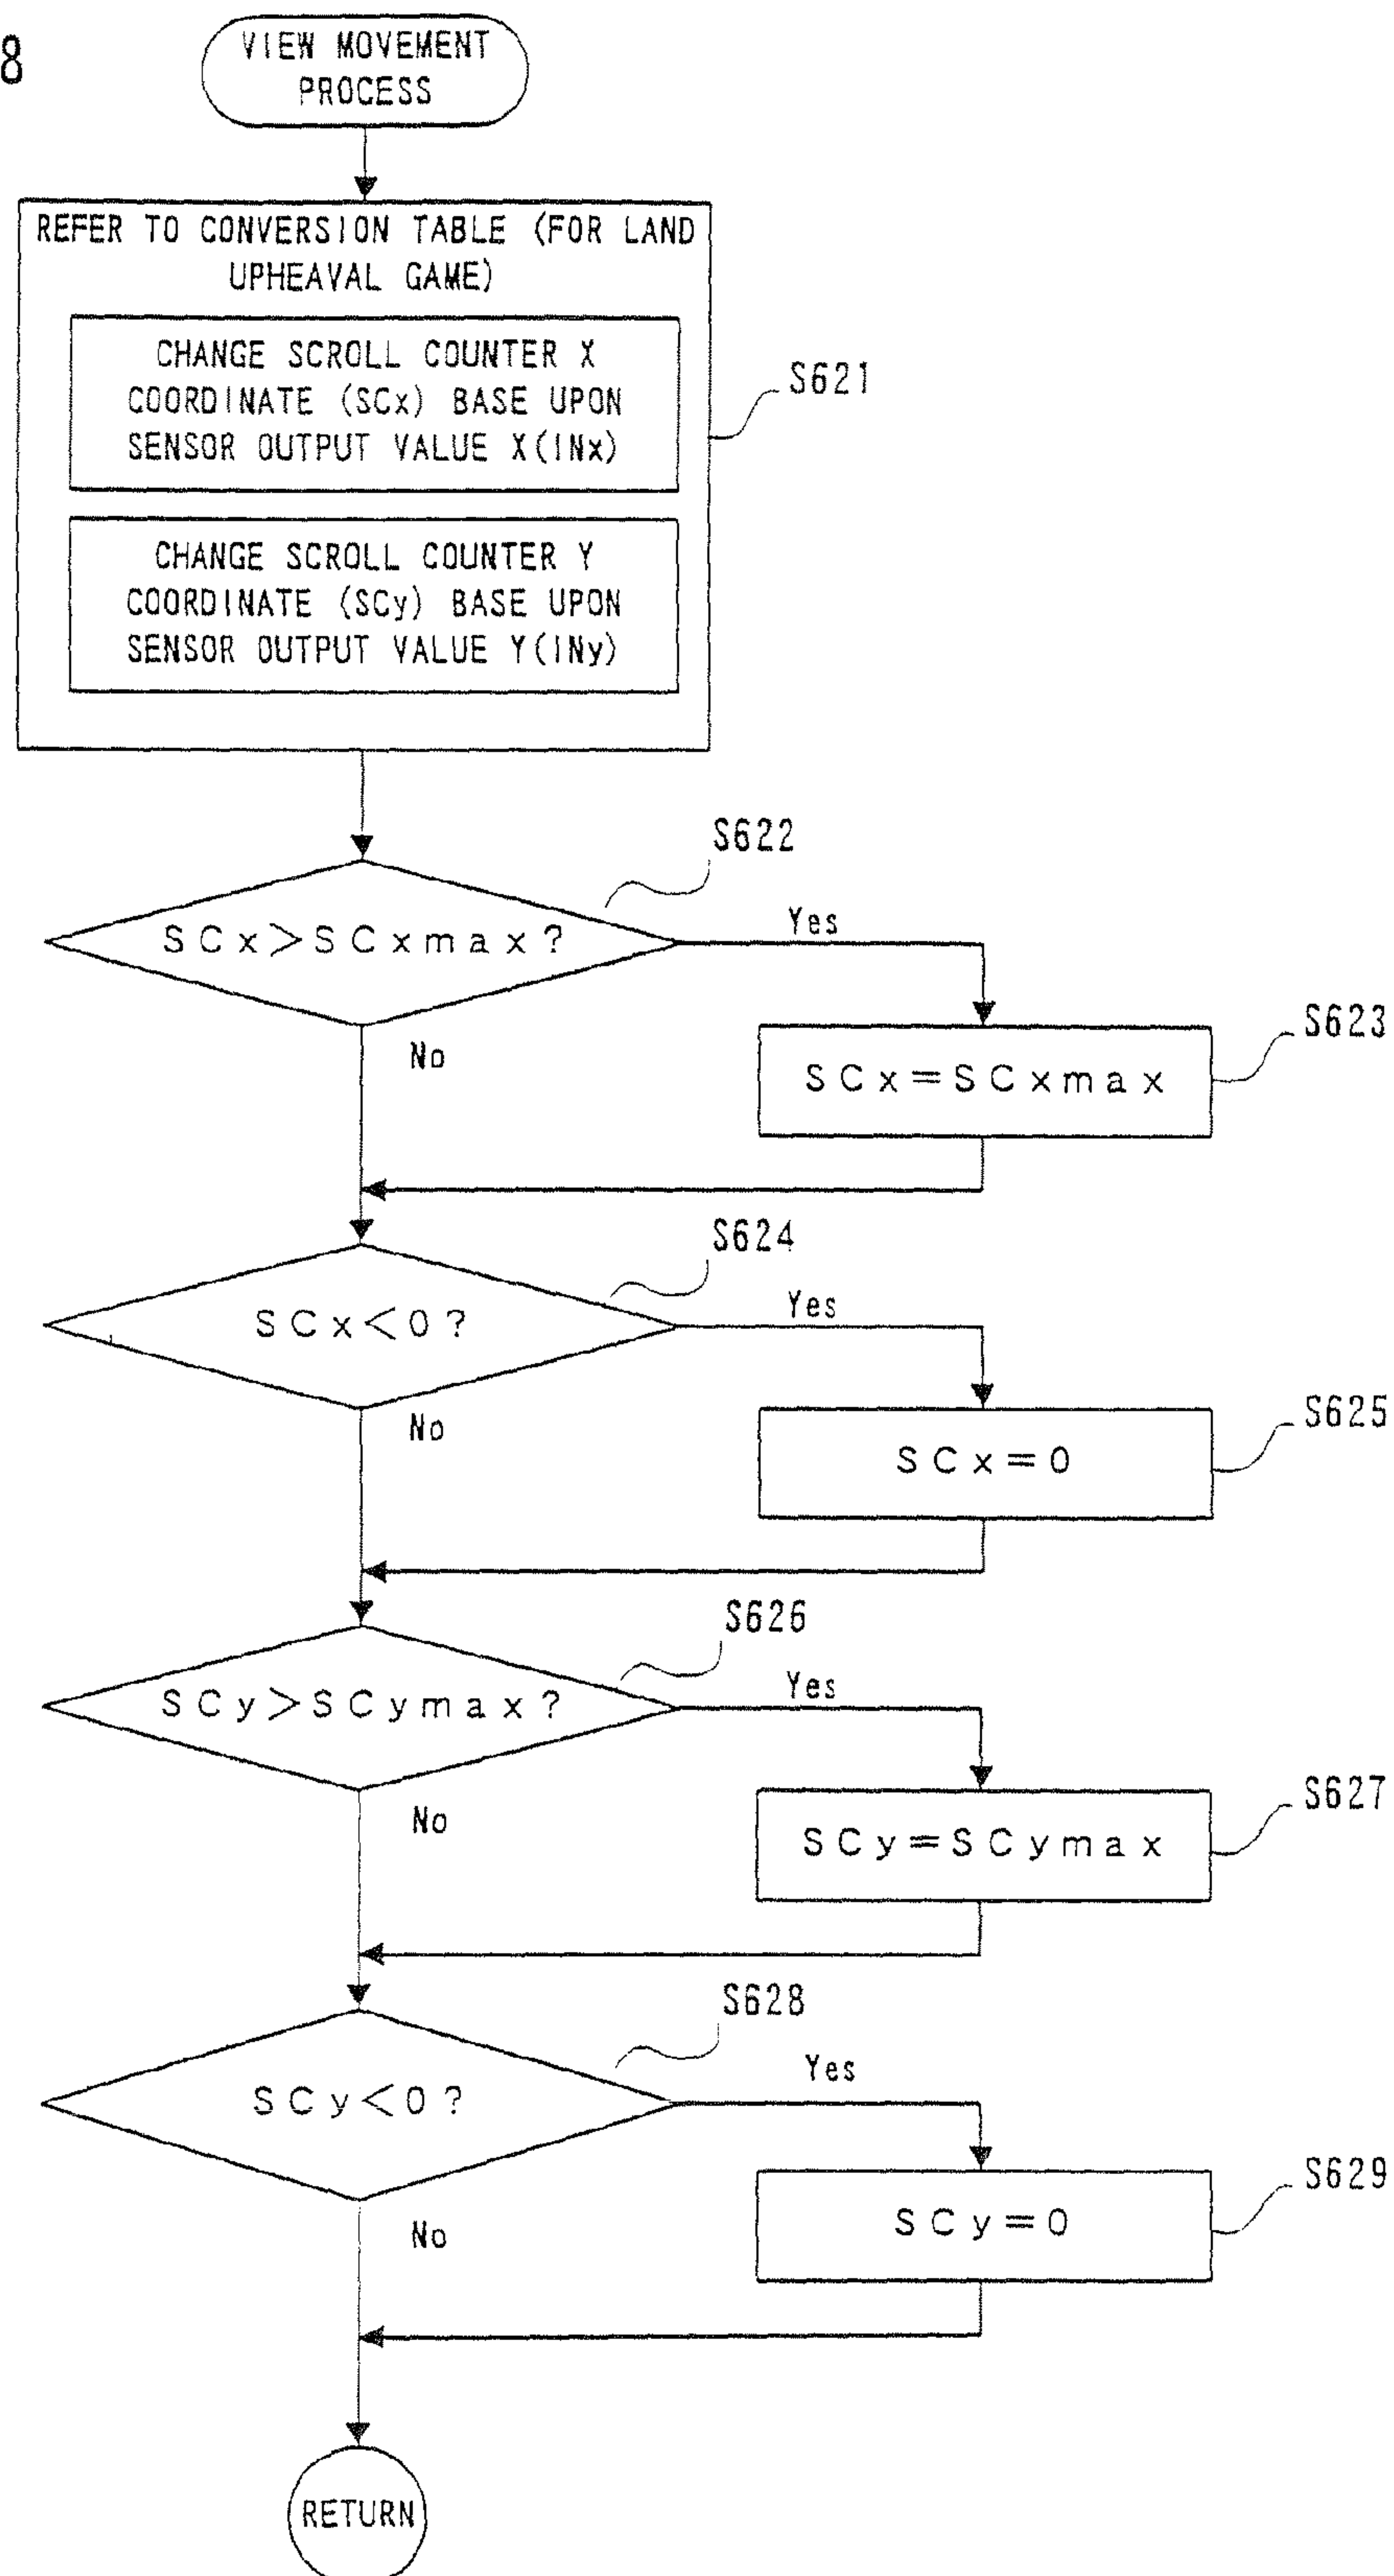 8
VIEW MOVEMENT
PROCESS
REFER TO CONVERSION TABLE (FOR LAND
UPHEAVAL GAME)
CHANGE SCROLL COUNTER X
COORDINATE (SCx) BASE UPON
SENSOR OUTPUT VALUE X(INx)
S621
CHANGE SCROLL COUNTER Y
COORDINATE (SCy) BASE UPON
SENSOR OUTPUT VALUE Y(INy)
S622
SCx>SCxmax?
Yes
No
S623
SCx=SCxmax
S624
SCx<0?
Yes
No
S625
SCx=0
S626
SCy>SCymax?
Yes
No
S627
SCy=SCymax
S628
SCy<0?
Yes
No
S629
SCy=0
RETURN